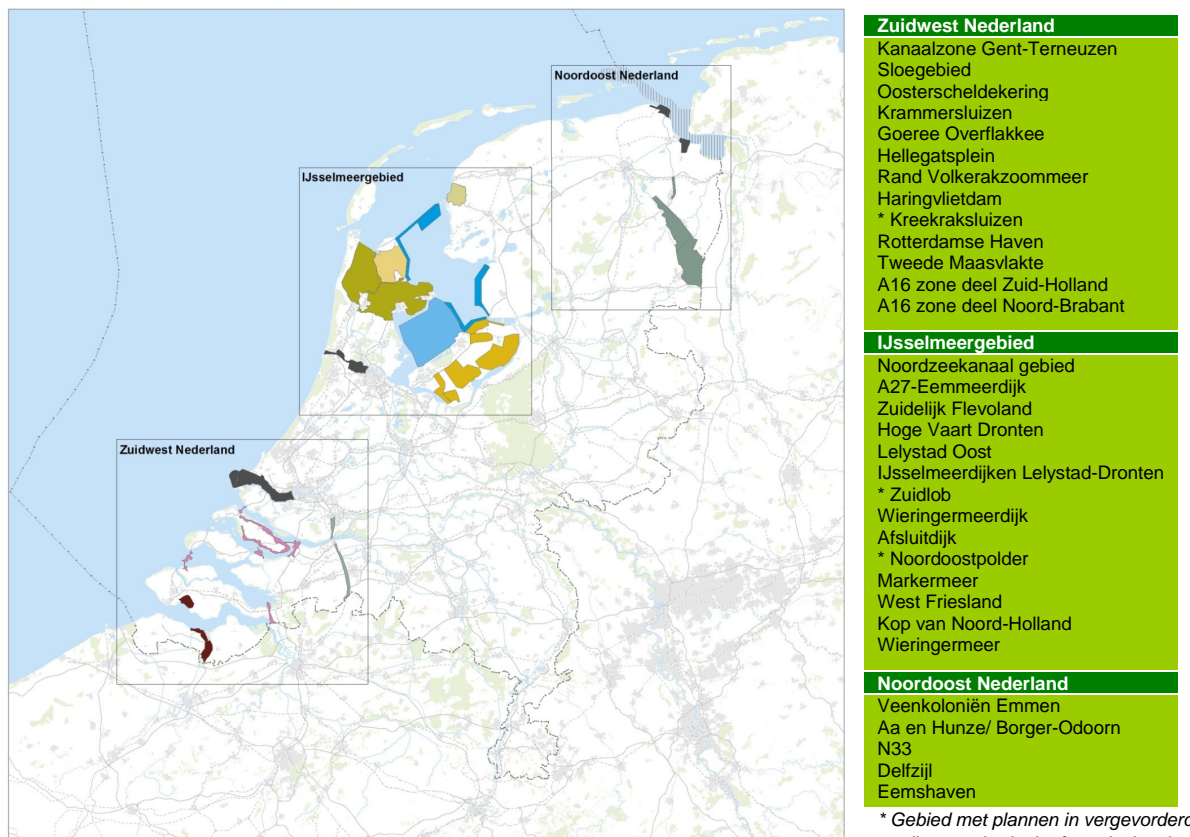 Noordoost Nederland
IJsselmeergebied
Zuidwest Nederland
Zuidwest Nederland
Kanaalzone Gent-Terneuzen
Sloegebied
Oosterscheldekering
Krammersluizen
Goeree Overflakkee
Hellegatsplein
Rand Volkerakzoommeer
Haringvlietdam
* Kreekraksluizen
Rotterdamse Haven
Tweede Maasvlakte
A16 zone deel Zuid-Holland
A16 zone deel Noord-Brabant
IJsselmeergebied
Noordzeekanaal gebied
A27-Eemmeerdijk
Zuidelijk Flevoland
Hoge Vaart Dronten
Lelystad Oost
IJsselmeerdijken Lelystad-Dronten
* Zuidlob
Wieringermeerdijk
Afsluitdijk
* Noordoostpolder
Markermeer
West Friesland
Kop van Noord-Holland
Wieringermeer
Noordoost Nederland
Veenkoloniën Emmen
Aa en Hunze/ Borger-Odoorn
N33
Delfzijl
Eemshaven
* Gebied met plannen in